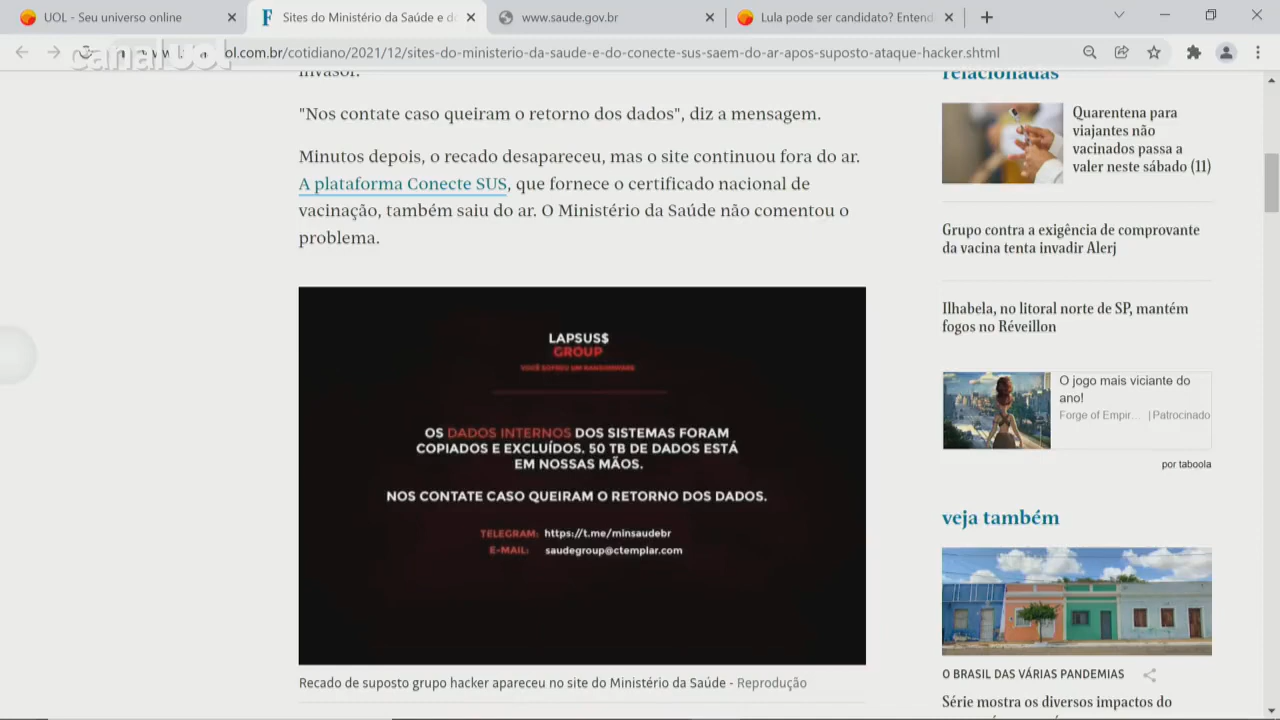 UOL - Seu universo online
Sites do Ministério da Saúde e do
www.saude.gov.br
Lula pode ser candidato? Entend
canal uol
ol.com.br/cotidiano/2021/12/sites-do-ministerio-da-saude-e-do-conecte-sus-saem-do-ar-apos-suposto-ataque-hacker.shtml
invasor.
"Nos contate caso queiram o retorno dos dados", diz a mensagem.
Minutos depois, o recado desapareceu, mas o site continuou fora do ar.
A plataforma Conecte SUS, que fornece o certificado nacional de
vacinação, também saiu do ar. O Ministério da Saúde não comentou o
problema.
LAPSUS$
GROUP
VOCÊ SOFREU UM RANSOMWARE
OS DADOS INTERNOS DOS SISTEMAS FORAM
COPIADOS E EXCLUÍDOS. 50 TB DE DADOS ESTÁ
EM NOSSAS MÃOS.
NOS CONTATE CASO QUEIRAM O RETORNO DOS DADOS.
TELEGRAM: https://t.me/minsaudebr
E-MAIL: saudegroup@ctemplar.com
Recado de suposto grupo hacker apareceu no site do Ministério da Saúde - Reprodução
relacionadas
Quarentena para
viajantes não
vacinados passa a
valer neste sábado (11)
Grupo contra a exigência de comprovante
da vacina tenta invadir Alerj
Ilhabela, no litoral norte de SP, mantém
fogos no Réveillon
O jogo mais viciante do
ano!
Forge of Empir... | Patrocinado
por taboola
veja também
O BRASIL DAS VÁRIAS PANDEMIAS
Série mostra os diversos impactos do